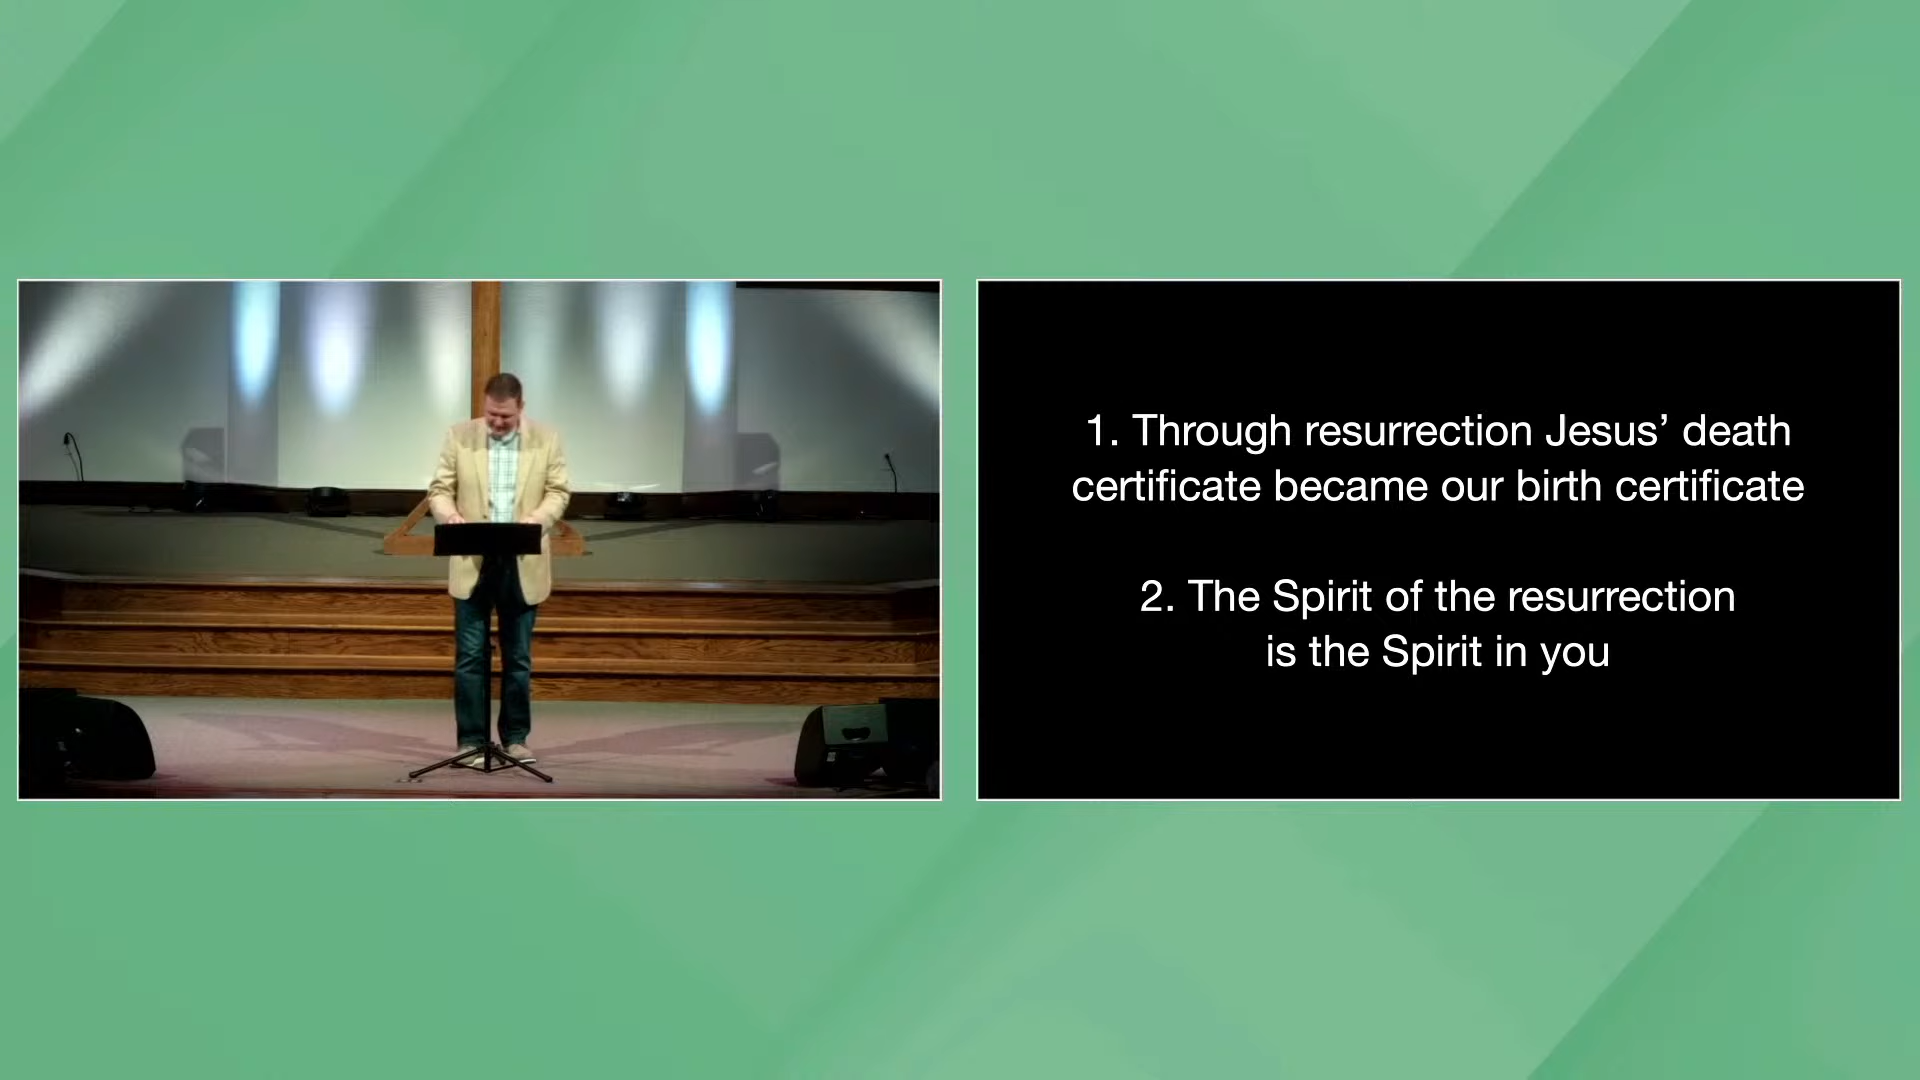 1. Through resurrection Jesus’ death
certificate became our birth certificate
2. The Spirit of the resurrection
is the Spirit in you